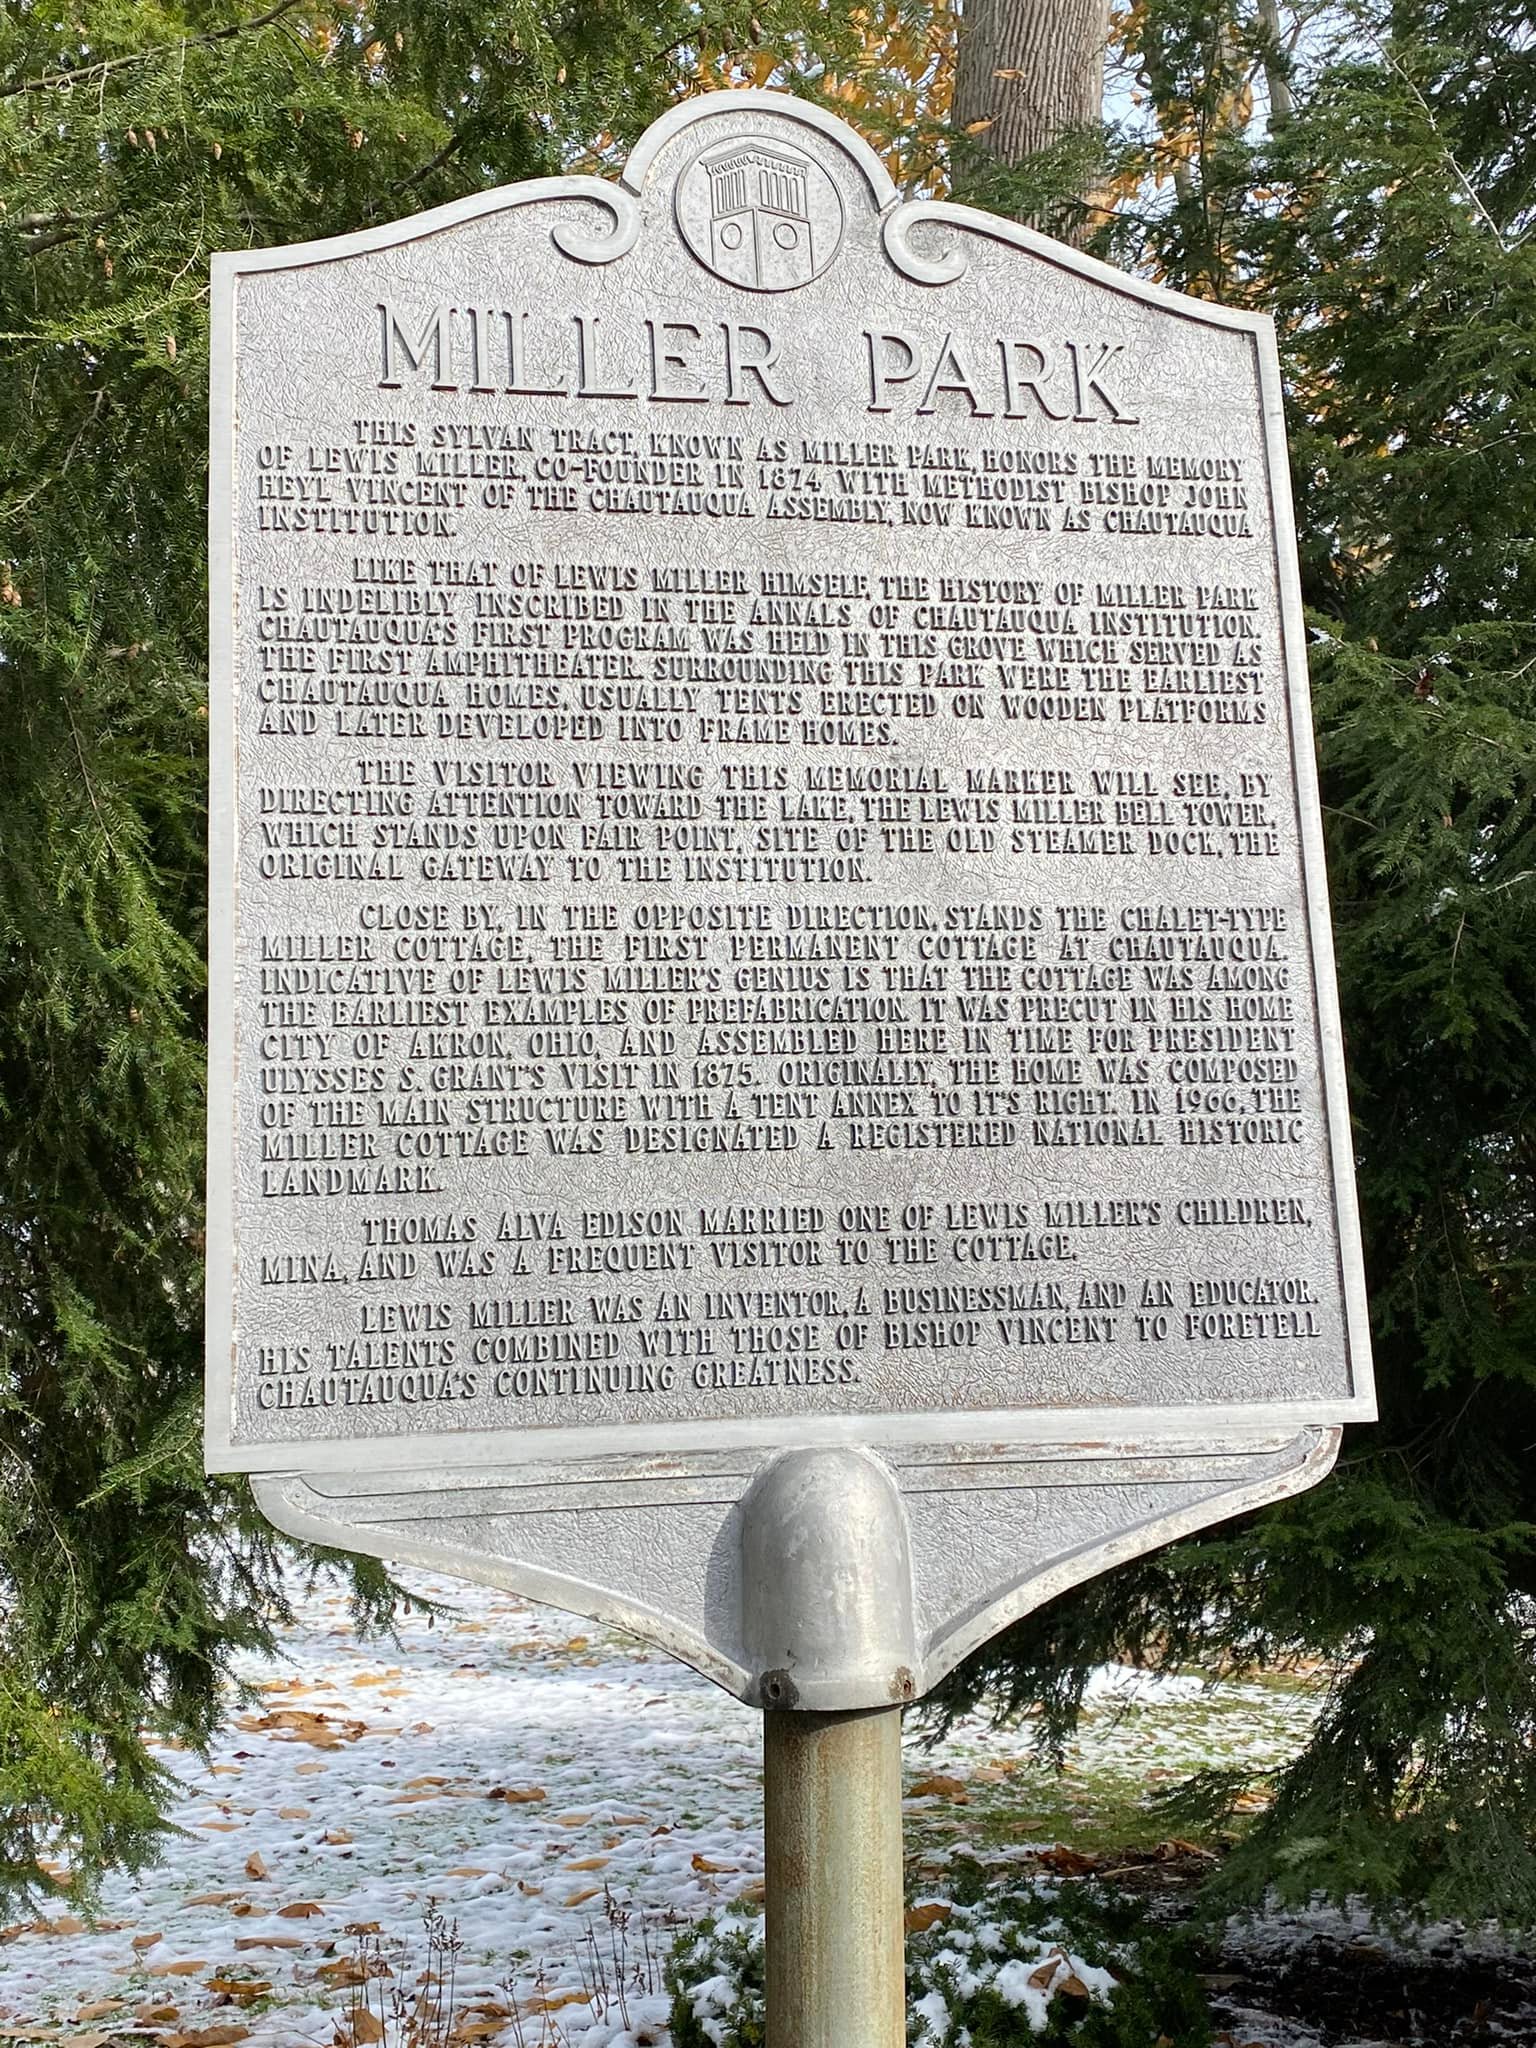 MILLER PARK
THIS SYLVAN TRACT, KNOWN AS MILLER PARK, HONORS THE MEMORY
OF LEWIS MILLER, CO-FOUNDER IN 1874 WITH METHODIST BISHOP JOHN
HEYL VINCENT OF THE CHAUTAUQUA ASSEMBLY, NOW KNOWN AS CHAUTAUQUA
INSTITUTION.
LIKE THAT OF LEWIS MILLER HIMSELF, THE HISTORY OF MILLER PARK
IS INDELIBLY INSCRIBED IN THE ANNALS OF CHAUTAUQUA INSTITUTION.
CHAUTAUQUA'S FIRST PROGRAM WAS HELD IN THIS GROVE WHICH SERVED AS
THE FIRST AMPHITHEATER. SURROUNDING THIS PARK WERE THE EARLIEST
CHAUTAUQUA HOMES, USUALLY TENTS ERECTED ON WOODEN PLATFORMS
AND LATER DEVELOPED INTO FRAME HOMES.
THE VISITOR VIEWING THIS MEMORIAL MARKER WILL SEE, BY
DIRECTING ATTENTION TOWARD THE LAKE, THE LEWIS MILLER BELL TOWER,
WHICH STANDS UPON FAIR POINT, SITE OF THE OLD STEAMER DOCK, THE
ORIGINAL GATEWAY TO THE INSTITUTION.
CLOSE BY, IN THE OPPOSITE DIRECTION, STANDS THE CHALET-TYPE
MILLER COTTAGE, THE FIRST PERMANENT COTTAGE AT CHAUTAUQUA.
INDICATIVE OF LEWIS MILLER'S GENIUS IS THAT THE COTTAGE WAS AMONG
THE EARLIEST EXAMPLES OF PREFABRICATION. IT WAS PRECUT IN HIS HOME
CITY OF AKRON, OHIO, AND ASSEMBLED HERE IN TIME FOR PRESIDENT
ULYSSES S. GRANT'S VISIT IN 1875. ORIGINALLY, THE HOME WAS COMPOSED
OF THE MAIN STRUCTURE WITH A TENT ANNEX TO IT'S RIGHT. IN 1966, THE
MILLER COTTAGE WAS DESIGNATED A REGISTERED NATIONAL HISTORIC
LANDMARK.
THOMAS ALVA EDISON MARRIED ONE OF LEWIS MILLER'S CHILDREN,
MINA, AND WAS A FREQUENT VISITOR TO THE COTTAGE.
LEWIS MILLER WAS AN INVENTOR, A BUSINESSMAN, AND AN EDUCATOR.
HIS TALENTS COMBINED WITH THOSE OF BISHOP VINCENT TO FORETELL
CHAUTAUQUA'S CONTINUING GREATNESS.